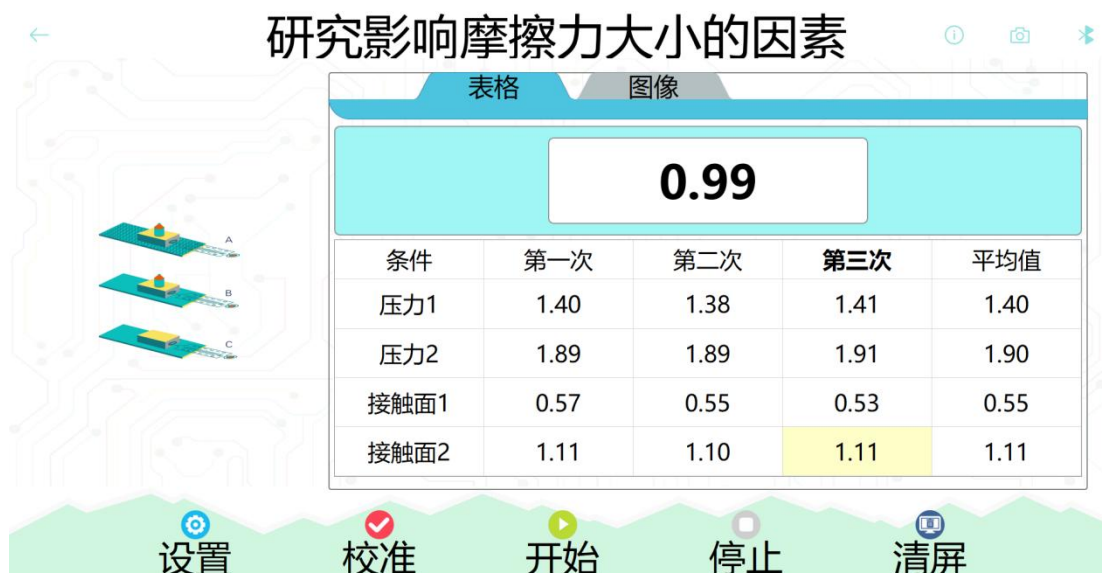 研究影响摩擦力大小的因素
表格 图像
0.99
条件 第一次 第二次 第三次 平均值
压力1 1.40 1.38 1.41 1.40
压力2 1.89 1.89 1.91 1.90
接触面1 0.57 0.55 0.53 0.55
接触面2 1.11 1.10 1.11 1.11
A
B
C
设置 校准 开始 停止 清屏